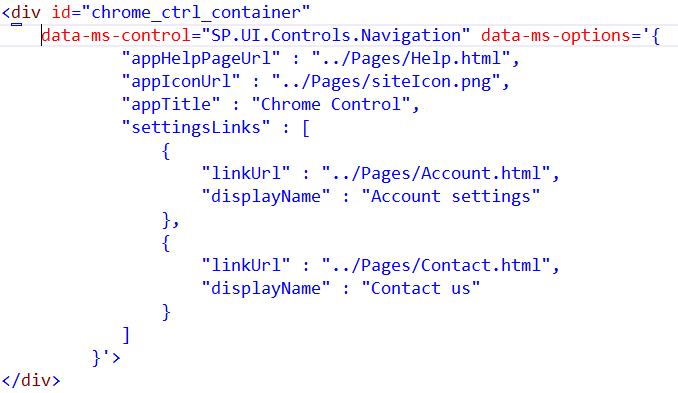 <div id="chrome_ctrl_container"
data-ms-control="SP.UI.Controls.Navigation" data-ms-options='{
"appHelpPageUrl" : "../Pages/Help.html",
"appIconUrl" : "../Pages/siteIcon.png",
"appTitle" : "Chrome Control",
"settingsLinks" : [
{
"linkUrl" : "../Pages/Account.html",
"displayName" : "Account settings"
},
{
"linkUrl" : "../Pages/Contact.html",
"displayName" : "Contact us"
}
]
}'>
</div>